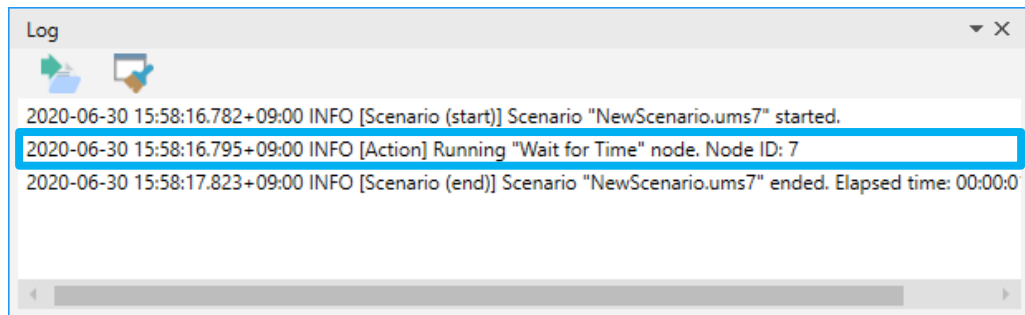 Log
2020-06-30 15:58:16.782+09:00 INFO [Scenario (start)] Scenario "NewScenario.ums7" started.
2020-06-30 15:58:16.795+09:00 INFO [Action] Running "Wait for Time" node. Node ID: 7
2020-06-30 15:58:17.823+09:00 INFO [Scenario (end)] Scenario "NewScenario.ums7" ended. Elapsed time: 00:00:0